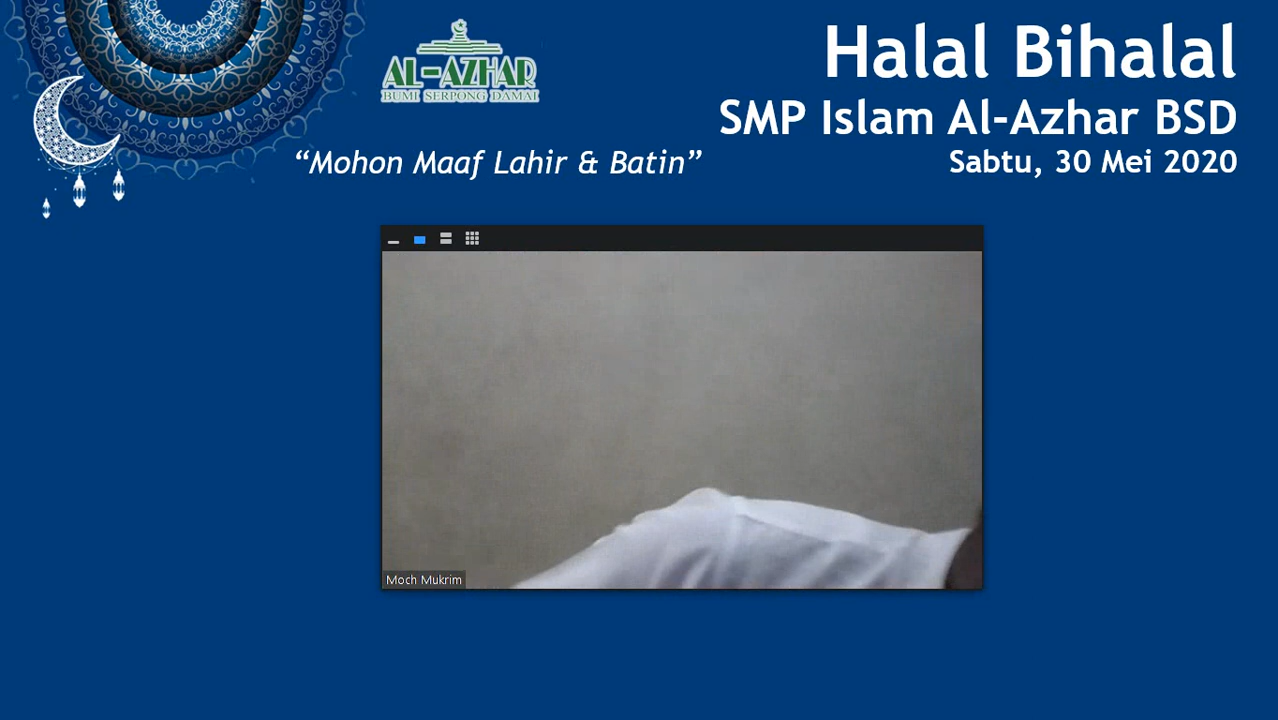 AL-AZHAR
BUMI SERPONG DAMAI
Halal Bihalal
SMP Islam Al-Azhar BSD
Sabtu, 30 Mei 2020
“Mohon Maaf Lahir & Batin”
Moch Mukrim